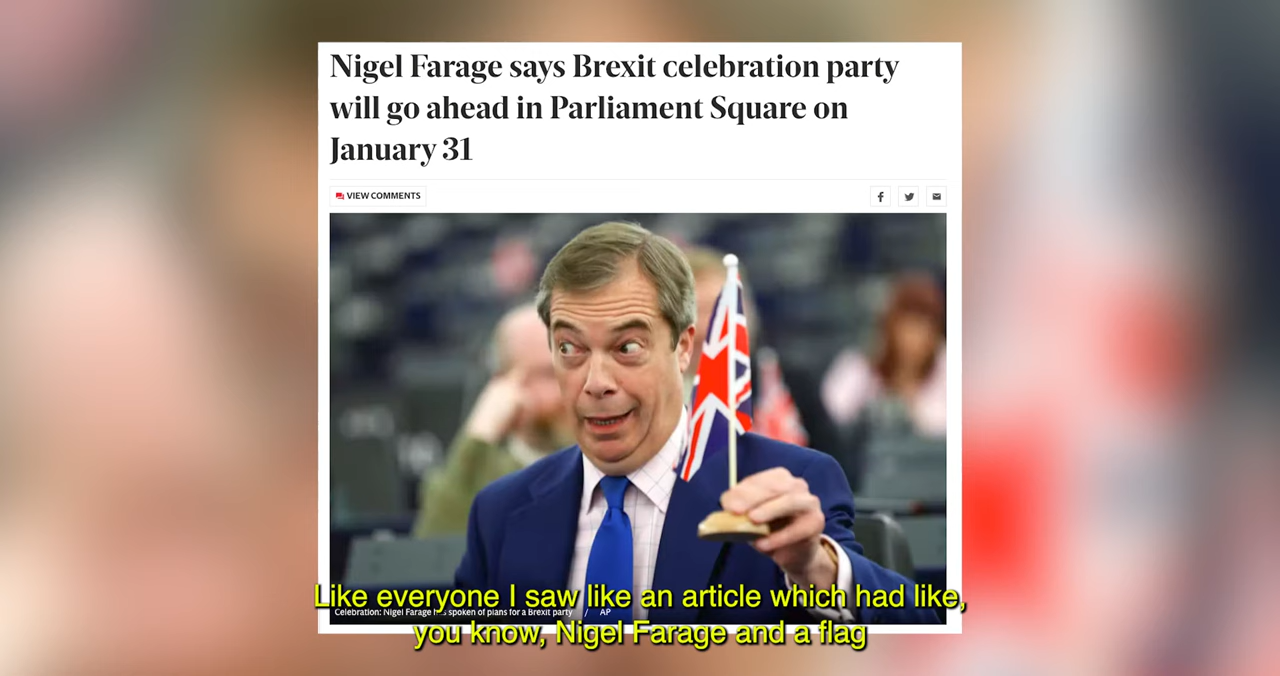 Nigel Farage says Brexit celebration party
will go ahead in Parliament Square on
January 31
VIEW COMMENTS
Celebration: Nigel Farage has spoken of plans for a Brexit party / AP
Like everyone I saw like an article which had like,
you know, Nigel Farage and a flag